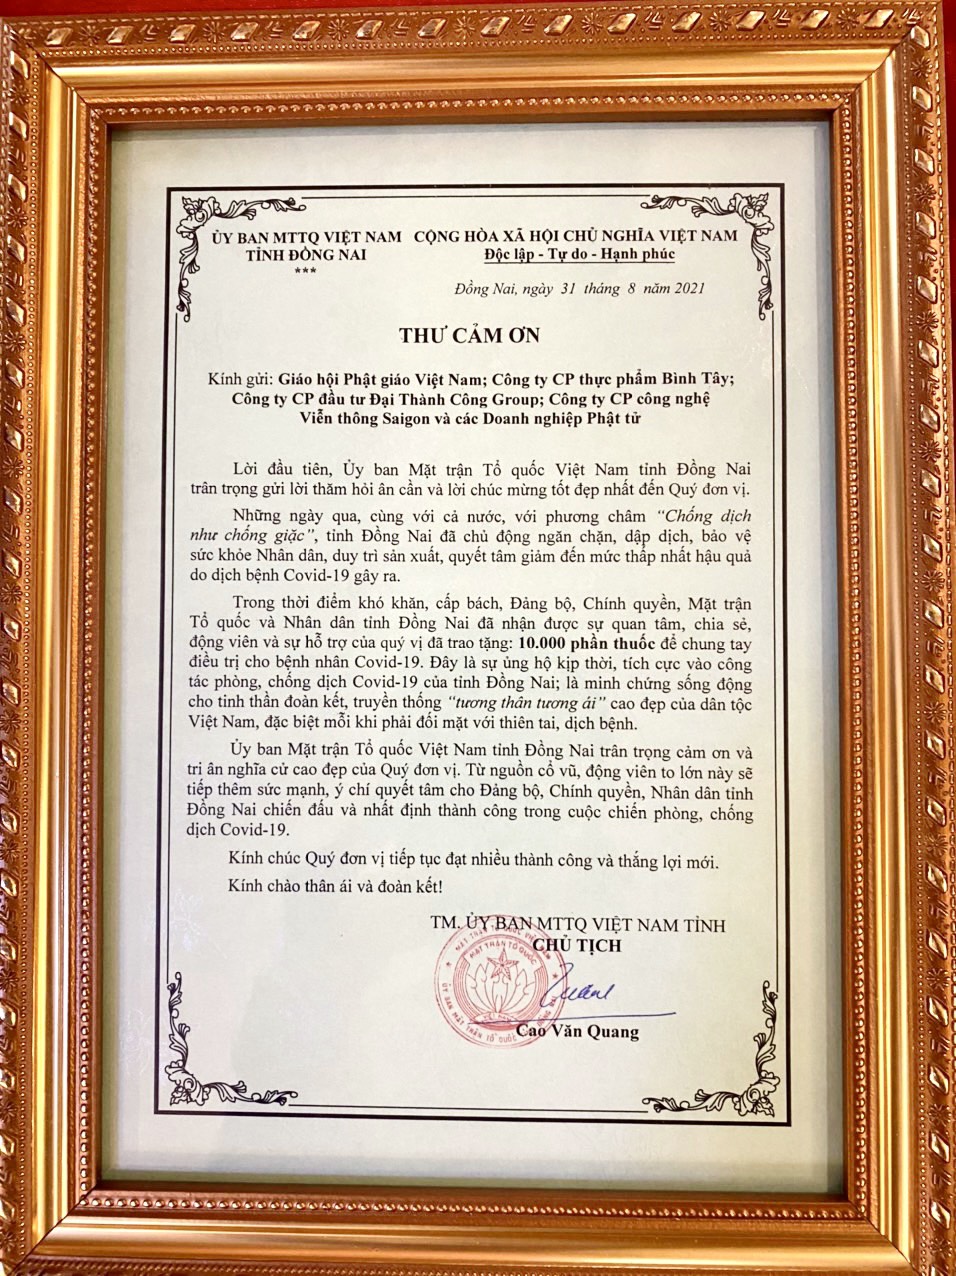 ỦY BAN MTTQ VIỆT NAM
TỈNH ĐỒNG NAI
***
CỘNG HÒA XÃ HỘI CHỦ NGHĨA VIỆT NAM
Độc lập - Tự do - Hạnh phúc
Đồng Nai, ngày 31 tháng 8 năm 2021
THƯ CẢM ƠN
Kính gửi: Giáo hội Phật giáo Việt Nam; Công ty CP thực phẩm Bình Tây;
Công ty CP đầu tư Đại Thành Công Group; Công ty CP công nghệ
Viễn thông Saigon và các Doanh nghiệp Phật tử
Lời đầu tiên, Ủy ban Mặt trận Tổ quốc Việt Nam tỉnh Đồng Nai
trân trọng gửi lời thăm hỏi ân cần và lời chúc mừng tốt đẹp nhất đến Quý đơn vị.
Những ngày qua, cùng với cả nước, với phương châm “Chống dịch
như chống giặc”, tỉnh Đồng Nai đã chủ động ngăn chặn, dập dịch, bảo vệ
sức khỏe Nhân dân, duy trì sản xuất, quyết tâm giảm đến mức thấp nhất hậu quả
do dịch bệnh Covid-19 gây ra.
Trong thời điểm khó khăn, cấp bách, Đảng bộ, Chính quyền, Mặt trận
Tổ quốc và Nhân dân tỉnh Đồng Nai đã nhận được sự quan tâm, chia sẻ,
động viên và sự hỗ trợ của quý vị đã trao tặng: 10.000 phần thuốc để chung tay
điều trị cho bệnh nhân Covid-19. Đây là sự ủng hộ kịp thời, tích cực vào công
tác phòng, chống dịch Covid-19 của tỉnh Đồng Nai; là minh chứng sống động
cho tinh thần đoàn kết, truyền thống “tương thân tương ái” cao đẹp của dân tộc
Việt Nam, đặc biệt mỗi khi phải đối mặt với thiên tai, dịch bệnh.
Ủy ban Mặt trận Tổ quốc Việt Nam tỉnh Đồng Nai trân trọng cảm ơn và
tri ân nghĩa cử cao đẹp của Quý đơn vị. Từ nguồn cổ vũ, động viên to lớn này sẽ
tiếp thêm sức mạnh, ý chí quyết tâm cho Đảng bộ, Chính quyền, Nhân dân tỉnh
Đồng Nai chiến đấu và nhất định thành công trong cuộc chiến phòng, chống
dịch Covid-19.
Kính chúc Quý đơn vị tiếp tục đạt nhiều thành công và thắng lợi mới.
Kính chào thân ái và đoàn kết!
TM. ỦY BAN MTTQ VIỆT NAM TỈNH
CHỦ TỊCH
MẶT TRẬN TỔ QUỐC
Cao Văn Quang